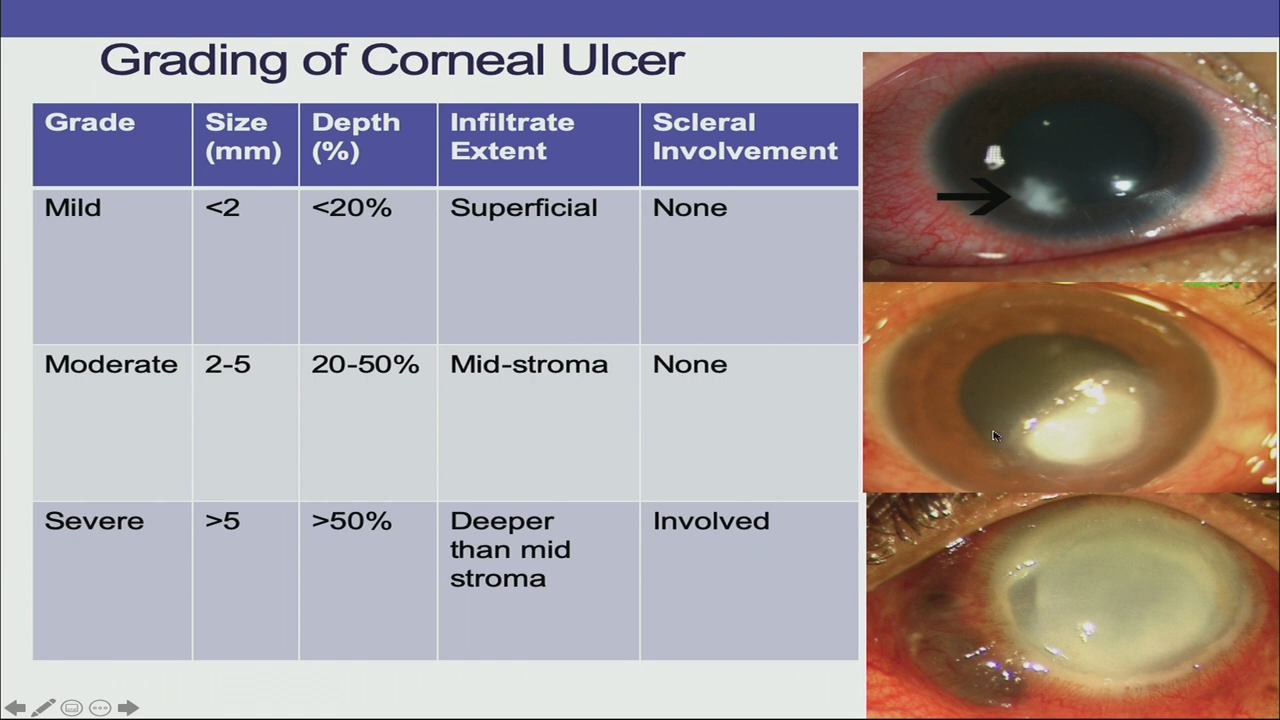 Grading of Corneal Ulcer
Grade
Size
(mm)
Depth
(%)
Infiltrate
Extent
Scleral
Involvement
Mild
<2
<20%
Superficial
None
Moderate
2-5
20-50%
Mid-stroma
None
Severe
>5
>50%
Deeper
than mid
stroma
Involved